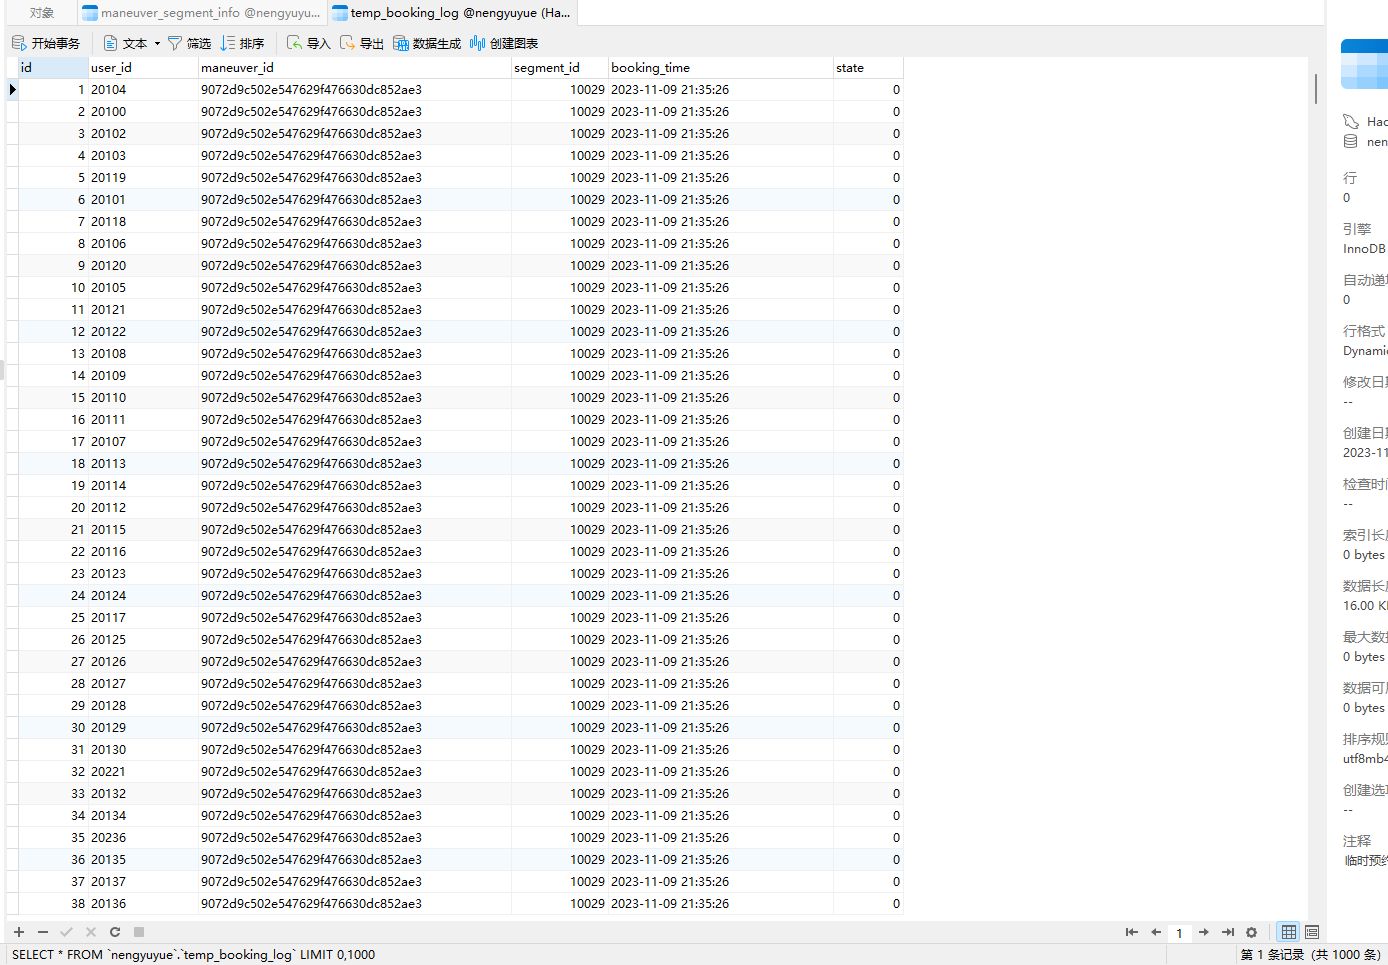 对象 maneuver_segment_info @nengyuyu... temp_booking_log @nengyuyue (Ha...
开始事务 文本 筛选 排序 导入 导出 数据生成 创建图表
id user_id maneuver_id segment_id booking_time state
1 20104 9072d9c502e547629f476630dc852ae3 10029 2023-11-09 21:35:26 0
2 20100 9072d9c502e547629f476630dc852ae3 10029 2023-11-09 21:35:26 0
3 20102 9072d9c502e547629f476630dc852ae3 10029 2023-11-09 21:35:26 0
4 20103 9072d9c502e547629f476630dc852ae3 10029 2023-11-09 21:35:26 0
5 20119 9072d9c502e547629f476630dc852ae3 10029 2023-11-09 21:35:26 0
6 20101 9072d9c502e547629f476630dc852ae3 10029 2023-11-09 21:35:26 0
7 20118 9072d9c502e547629f476630dc852ae3 10029 2023-11-09 21:35:26 0
8 20106 9072d9c502e547629f476630dc852ae3 10029 2023-11-09 21:35:26 0
9 20120 9072d9c502e547629f476630dc852ae3 10029 2023-11-09 21:35:26 0
10 20105 9072d9c502e547629f476630dc852ae3 10029 2023-11-09 21:35:26 0
11 20121 9072d9c502e547629f476630dc852ae3 10029 2023-11-09 21:35:26 0
12 20122 9072d9c502e547629f476630dc852ae3 10029 2023-11-09 21:35:26 0
13 20108 9072d9c502e547629f476630dc852ae3 10029 2023-11-09 21:35:26 0
14 20109 9072d9c502e547629f476630dc852ae3 10029 2023-11-09 21:35:26 0
15 20110 9072d9c502e547629f476630dc852ae3 10029 2023-11-09 21:35:26 0
16 20111 9072d9c502e547629f476630dc852ae3 10029 2023-11-09 21:35:26 0
17 20107 9072d9c502e547629f476630dc852ae3 10029 2023-11-09 21:35:26 0
18 20113 9072d9c502e547629f476630dc852ae3 10029 2023-11-09 21:35:26 0
19 20114 9072d9c502e547629f476630dc852ae3 10029 2023-11-09 21:35:26 0
20 20112 9072d9c502e547629f476630dc852ae3 10029 2023-11-09 21:35:26 0
21 20115 9072d9c502e547629f476630dc852ae3 10029 2023-11-09 21:35:26 0
22 20116 9072d9c502e547629f476630dc852ae3 10029 2023-11-09 21:35:26 0
23 20123 9072d9c502e547629f476630dc852ae3 10029 2023-11-09 21:35:26 0
24 20124 9072d9c502e547629f476630dc852ae3 10029 2023-11-09 21:35:26 0
25 20117 9072d9c502e547629f476630dc852ae3 10029 2023-11-09 21:35:26 0
26 20125 9072d9c502e547629f476630dc852ae3 10029 2023-11-09 21:35:26 0
27 20126 9072d9c502e547629f476630dc852ae3 10029 2023-11-09 21:35:26 0
28 20127 9072d9c502e547629f476630dc852ae3 10029 2023-11-09 21:35:26 0
29 20128 9072d9c502e547629f476630dc852ae3 10029 2023-11-09 21:35:26 0
30 20129 9072d9c502e547629f476630dc852ae3 10029 2023-11-09 21:35:26 0
31 20130 9072d9c502e547629f476630dc852ae3 10029 2023-11-09 21:35:26 0
32 20221 9072d9c502e547629f476630dc852ae3 10029 2023-11-09 21:35:26 0
33 20132 9072d9c502e547629f476630dc852ae3 10029 2023-11-09 21:35:26 0
34 20134 9072d9c502e547629f476630dc852ae3 10029 2023-11-09 21:35:26 0
35 20236 9072d9c502e547629f476630dc852ae3 10029 2023-11-09 21:35:26 0
36 20135 9072d9c502e547629f476630dc852ae3 10029 2023-11-09 21:35:26 0
37 20137 9072d9c502e547629f476630dc852ae3 10029 2023-11-09 21:35:26 0
38 20136 9072d9c502e547629f476630dc852ae3 10029 2023-11-09 21:35:26 0
1
SELECT * FROM `nengyuyue`.`temp_booking_log` LIMIT 0,1000
第 1 条记录 (共 1000 条)
Hac
nen
行
0
引擎
InnoDB
自动递
0
行格式
Dynami
修改日
--
创建日
2023-11
检查时
--
索引长
0 bytes
数据长
16.00 K
最大数
0 bytes
数据可
0 bytes
排序规
utf8mb4
创建选
--
注释
临时预